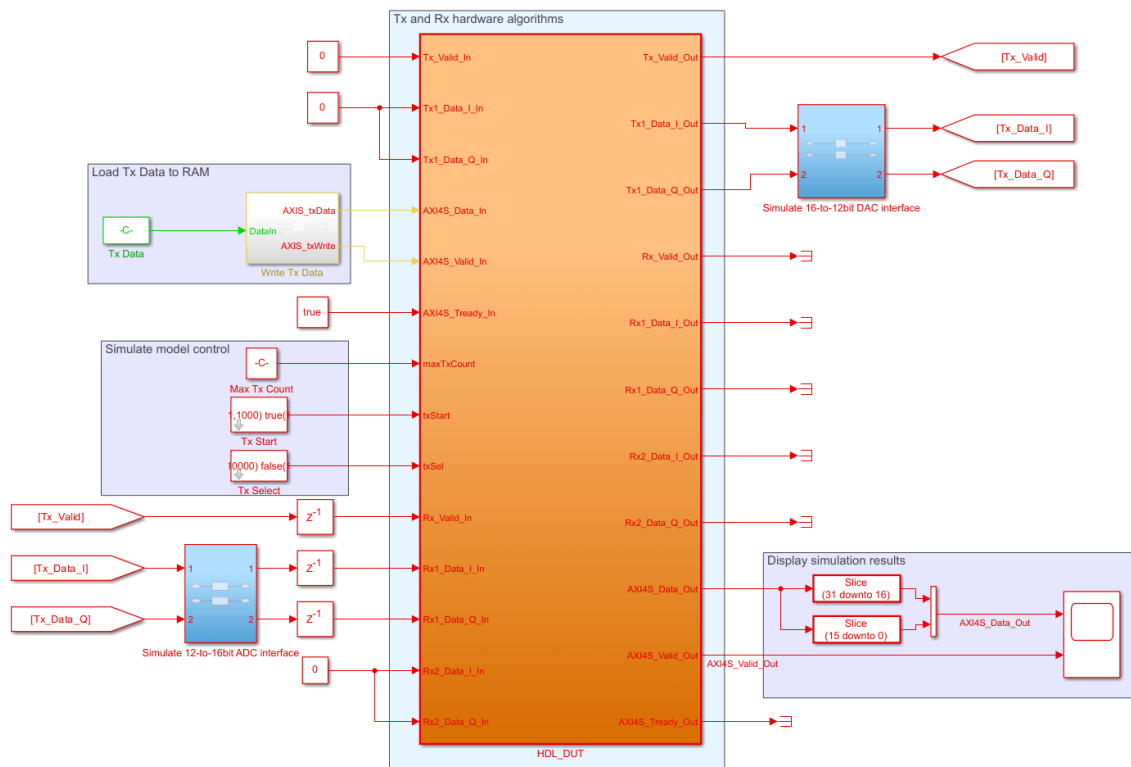 Tx and Rx hardware algorithms
0
Tx_Valid_In
Tx_Valid_Out
[Tx_Valid]
0
Tx1_Data_I_In
Tx1_Data_I_Out
1
1
[Tx_Data_I]
Tx1_Data_Q_In
Tx1_Data_Q_Out
2
2
[Tx_Data_Q]
Simulate 16-to-12bit DAC interface
Load Tx Data to RAM
-C-
Tx Data
DataIn
AXIS_txData
AXIS_txWrite
Write Tx Data
AXI4S_Data_In
AXI4S_Valid_In
Rx_Valid_Out
true
AXI4S_Tready_In
Rx1_Data_I_Out
Simulate model control
-C-
Max Tx Count
maxTxCount
Rx1_Data_Q_Out
1,1000) true(
Tx Start
txStart
Rx2_Data_I_Out
10000) false(
Tx Select
txSel
[Tx_Valid]
z-1
Rx_Valid_In
Rx2_Data_Q_Out
[Tx_Data_I]
1
1
z-1
Rx1_Data_I_In
[Tx_Data_Q]
2
2
z-1
Rx1_Data_Q_In
Simulate 12-to-16bit ADC interface
Display simulation results
AXI4S_Data_Out
Slice
(31 downto 16)
Slice
(15 downto 0)
AXI4S_Data_Out
AXI4S_Valid_Out
AXI4S_Valid_Out
0
Rx2_Data_I_In
Rx2_Data_Q_In
AXI4S_Tready_Out
HDL_DUT